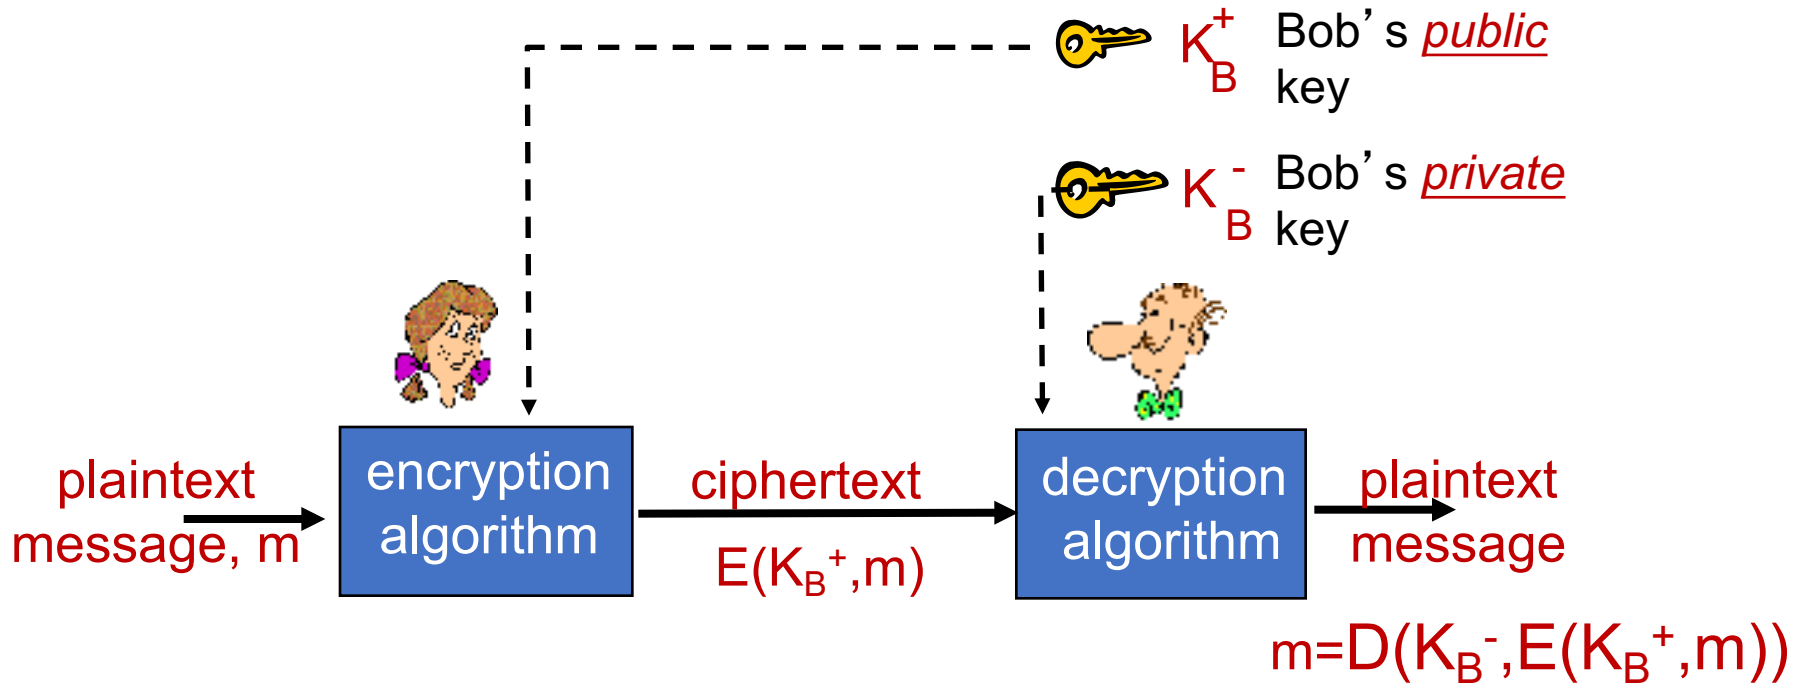 K_B^+ Bob's public
key
K_B^- Bob's private
key
plaintext
message, m
encryption
algorithm
ciphertext
E(K_B^+,m)
decryption
algorithm
plaintext
message
m=D(K_B^-,E(K_B^+,m))